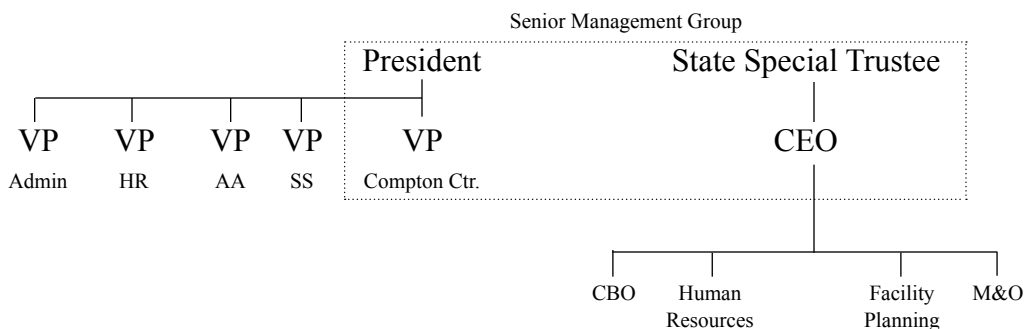 Senior Management Group
President State Special Trustee
VP VP VP VP VP CEO
Admin HR AA SS Compton Ctr.
CBO Human Facility M&O
Resources Planning